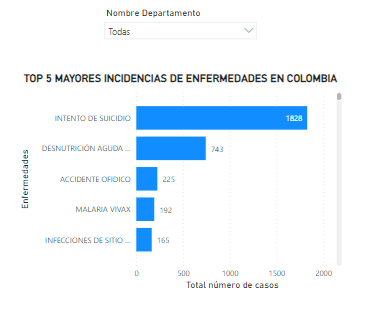 Nombre Departamento
Todas
TOP 5 MAYORES INCIDENCIAS DE ENFERMEDADES EN COLOMBIA
Enfermedades
INTENTO DE SUICIDIO
1828
DESNUTRICIÓN AGUDA ...
743
ACCIDENTE OFIDICO
225
MALARIA VIVAX
192
INFECCIONES DE SITIO ...
165
0 500 1000 1500 2000
Total número de casos